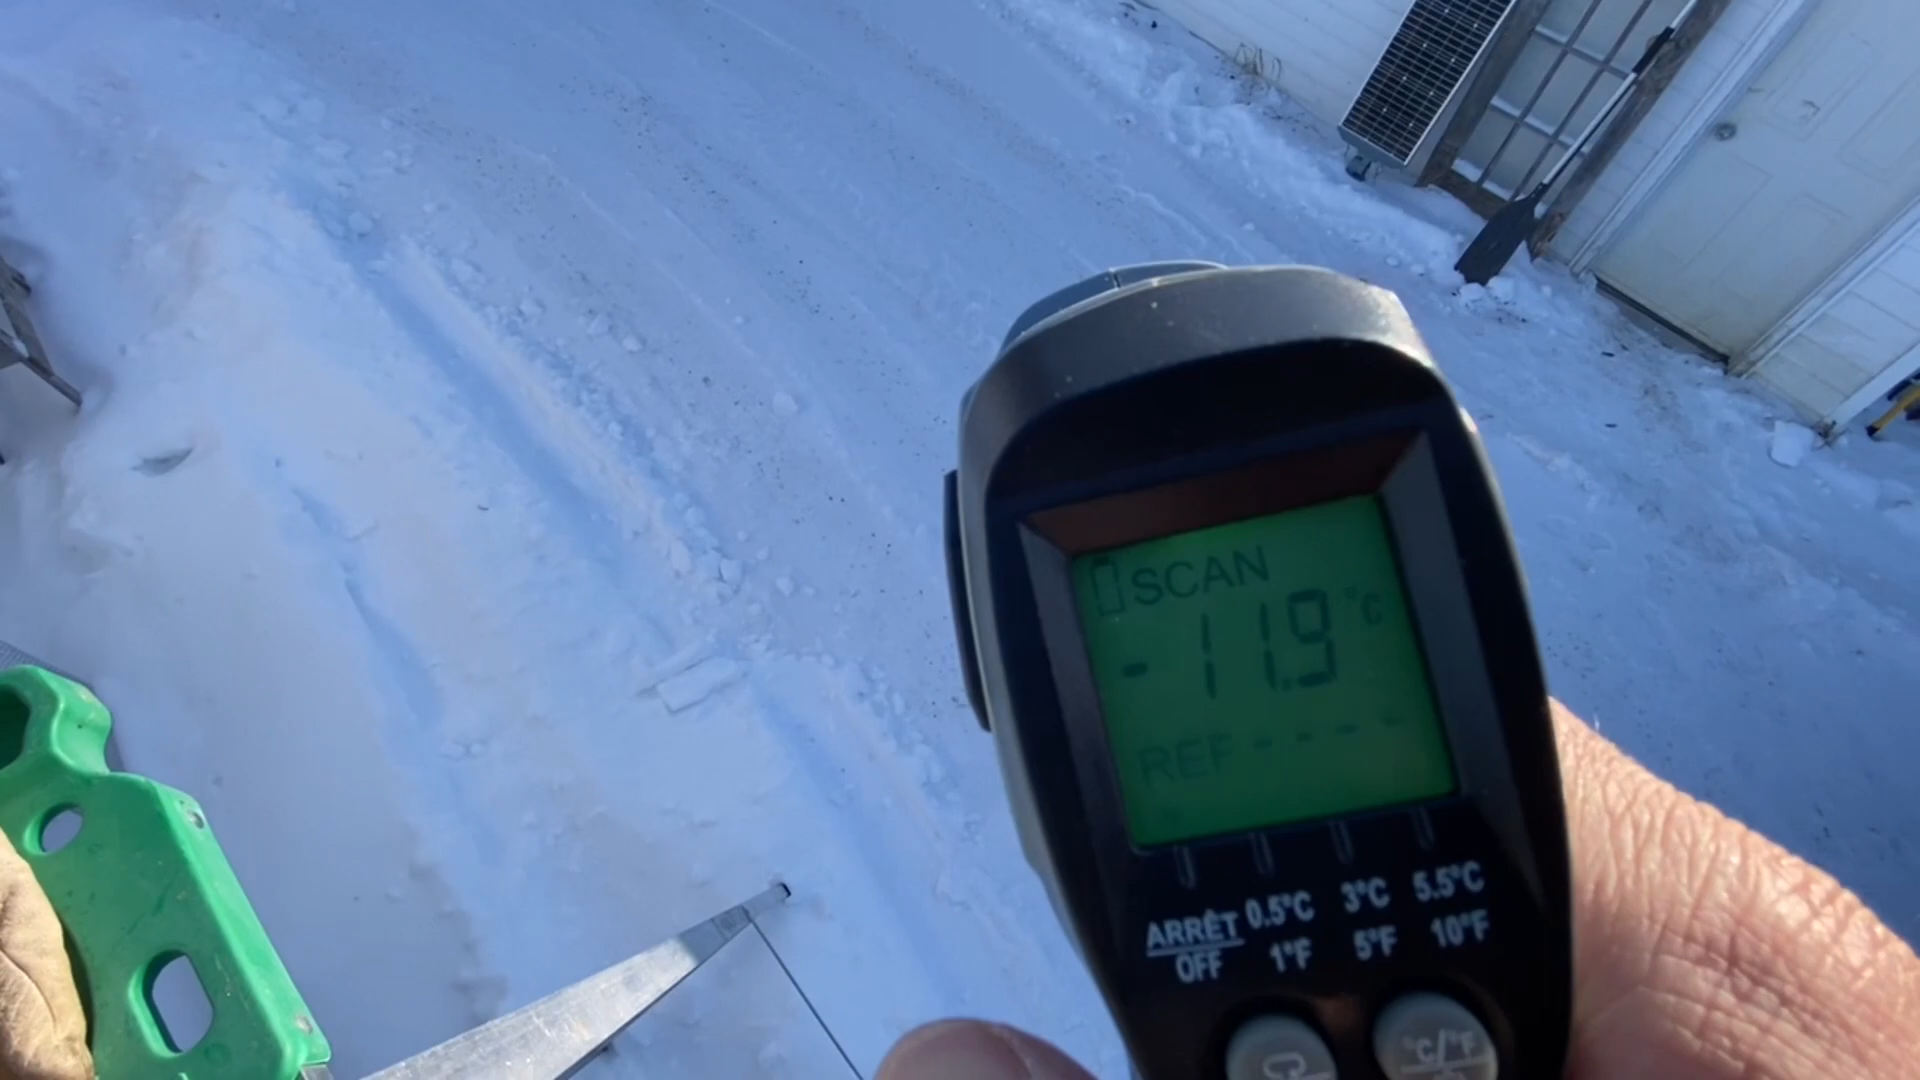 SCAN
-11.9 °C
REF ----
ARRÊT 0.5°C 3°C 5.5°C
OFF 1°F 5°F 10°F
°C/°F